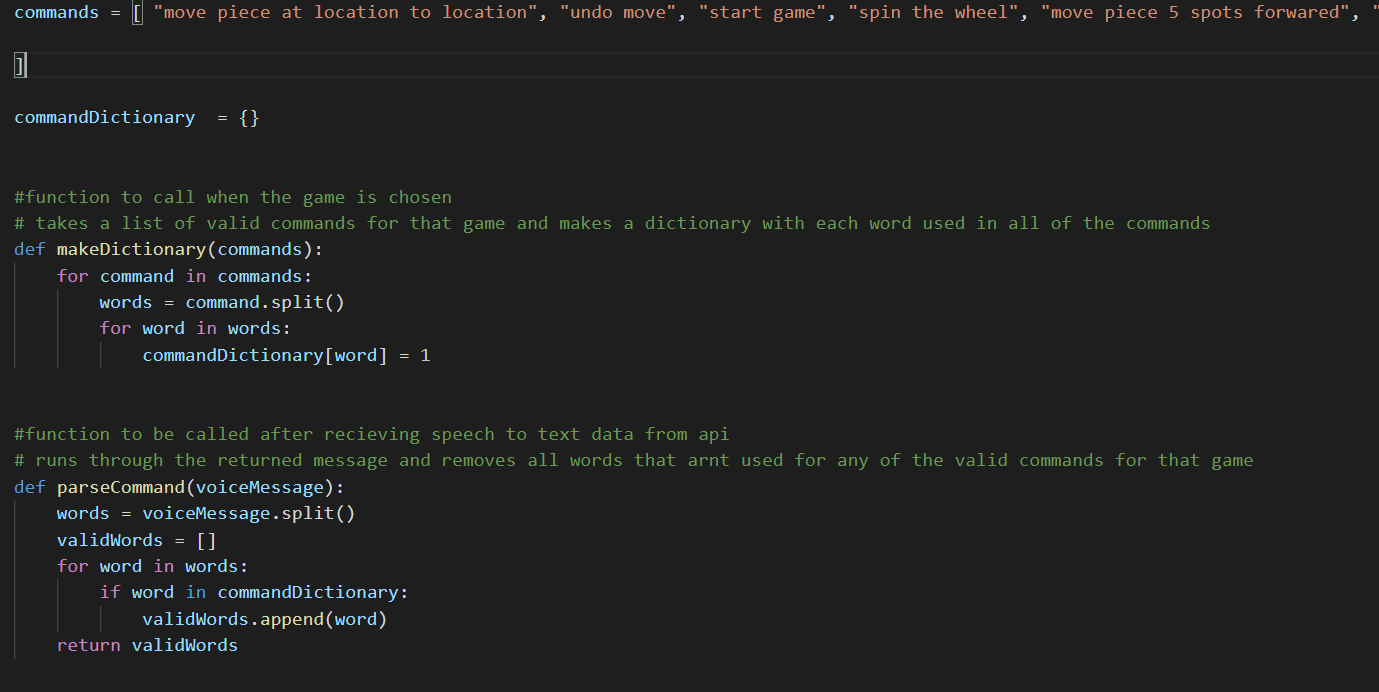 commands = [ "move piece at location to location", "undo move", "start game", "spin the wheel", "move piece 5 spots forwared", "
]
commandDictionary  = {}
#function to call when the game is chosen
# takes a list of valid commands for that game and makes a dictionary with each word used in all of the commands
def makeDictionary(commands):
    for command in commands:
        words = command.split()
        for word in words:
            commandDictionary[word] = 1
#function to be called after recieving speech to text data from api
# runs through the returned message and removes all words that arnt used for any of the valid commands for that game
def parseCommand(voiceMessage):
    words = voiceMessage.split()
    validWords = []
    for word in words:
        if word in commandDictionary:
            validWords.append(word)
    return validWords